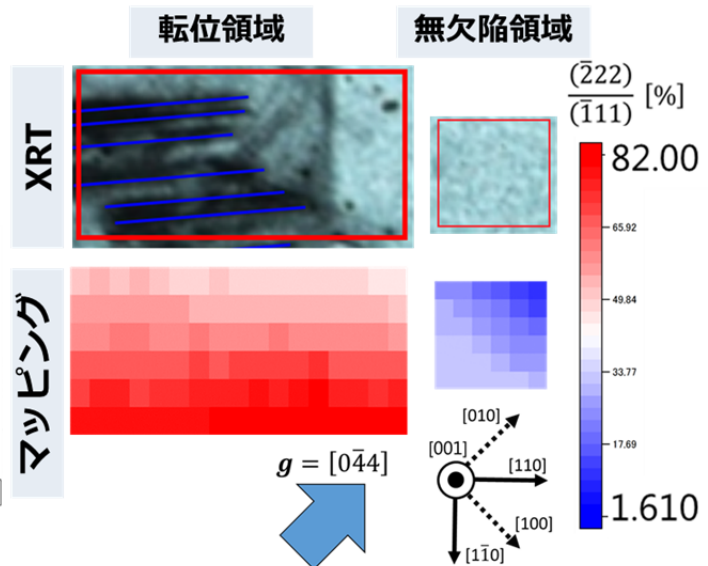 転位領域
無欠陥領域
XRT
マッピング
(2̅22)
(1̅11)
[%]
82.00
65.92
49.84
33.77
17.69
1.610
g = [04̅4]
[010]
[001]
[110]
[100]
[11̅0]